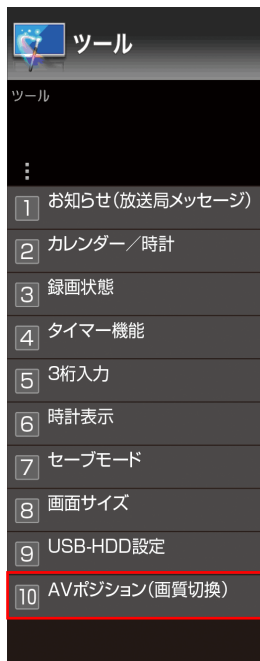 ツール
ツール
⋮
1 お知らせ(放送局メッセージ)
2 カレンダー／時計
3 録画状態
4 タイマー機能
5 3桁入力
6 時計表示
7 セーブモード
8 画面サイズ
9 USB-HDD設定
10 AVポジション(画質切換)